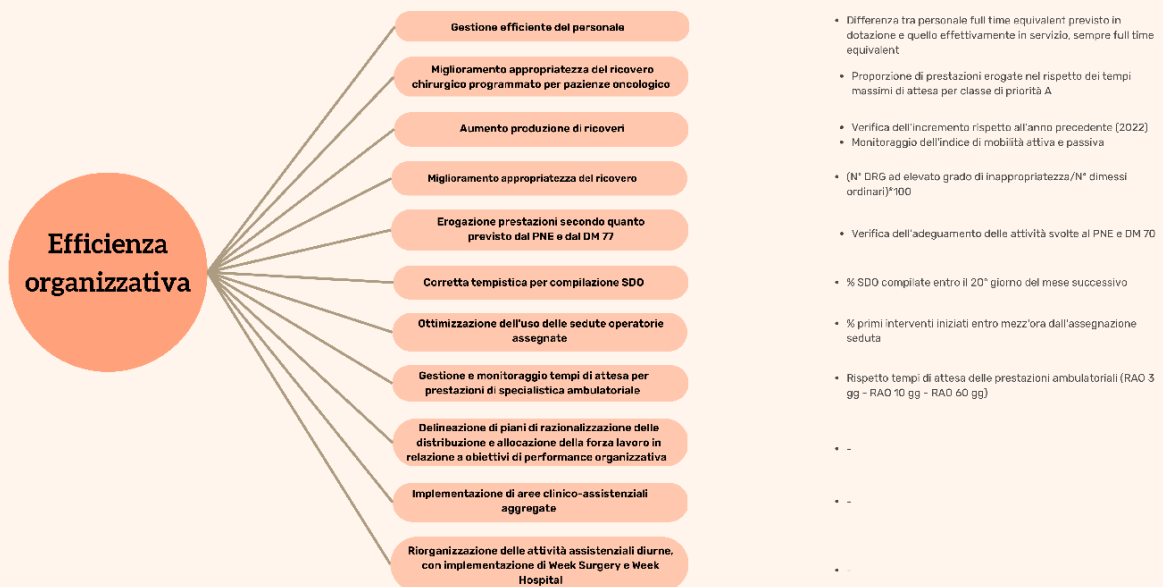 Efficienza
organizzativa
Gestione efficiente del personale
• Differenza tra personale full time equivalent previsto in
dotazione e quello effettivamente in servizio, sempre full time
equivalent
Miglioramento appropriatezza del ricovero
chirurgico programmato per pazienze oncologico
• Proporzione di prestazioni erogate nel rispetto dei tempi
massimi di attesa per classe di priorità A
Aumento produzione di ricoveri
• Verifica dell'incremento rispetto all'anno precedente (2022)
• Monitoraggio dell'indice di mobilità attiva e passiva
Miglioramento appropriatezza del ricovero
• (N° DRG ad elevato grado di inappropriatezza/N° dimessi
ordinari)*100
Erogazione prestazioni secondo quanto
previsto dal PNE e dal DM 77
• Verifica dell'adeguamento delle attività svolte al PNE e DM 70
Corretta tempistica per compilazione SDO
• % SDO compilate entro il 20° giorno del mese successivo
Ottimizzazione dell'uso delle sedute operatorie
assegnate
• % primi interventi iniziati entro mezz'ora dall'assegnazione
seduta
Gestione e monitoraggio tempi di attesa per
prestazioni di specialistica ambulatoriale
• Rispetto tempi di attesa delle prestazioni ambulatoriali (RAO 3
gg - RAO 10 gg - RAO 60 gg)
Delineazione di piani di razionalizzazione delle
distribuzione e allocazione della forza lavoro in
relazione a obiettivi di performance organizzativa
• -
Implementazione di aree clinico-assistenziali
aggregate
• -
Riorganizzazione delle attività assistenziali diurne,
con implementazione di Week Surgery e Week
Hospital
• -